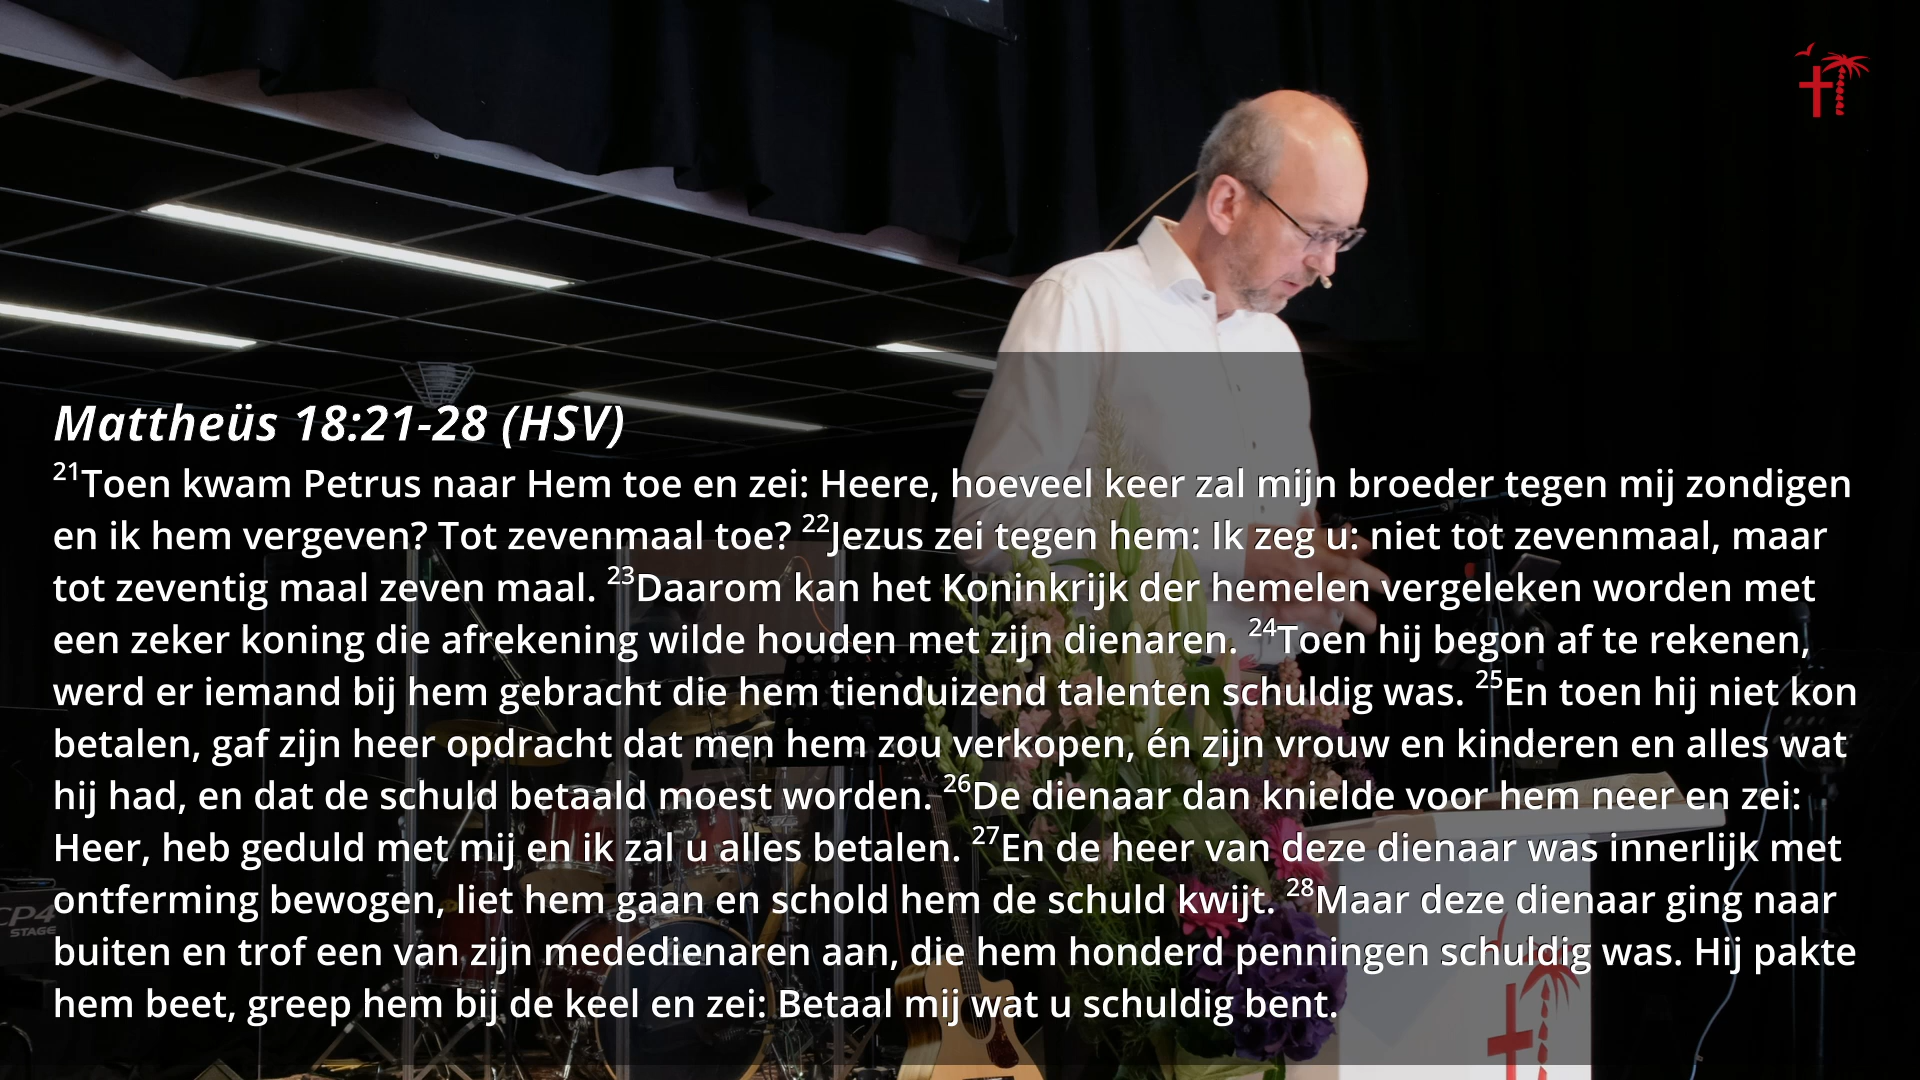 Mattheüs 18:21-28 (HSV)
21Toen kwam Petrus naar Hem toe en zei: Heere, hoeveel keer zal mijn broeder tegen mij zondigen
en ik hem vergeven? Tot zevenmaal toe? 22Jezus zei tegen hem: Ik zeg u: niet tot zevenmaal, maar
tot zeventig maal zeven maal. 23Daarom kan het Koninkrijk der hemelen vergeleken worden met
een zeker koning die afrekening wilde houden met zijn dienaren. 24Toen hij begon af te rekenen,
werd er iemand bij hem gebracht die hem tienduizend talenten schuldig was. 25En toen hij niet kon
betalen, gaf zijn heer opdracht dat men hem zou verkopen, én zijn vrouw en kinderen en alles wat
hij had, en dat de schuld betaald moest worden. 26De dienaar dan knielde voor hem neer en zei:
Heer, heb geduld met mij en ik zal u alles betalen. 27En de heer van deze dienaar was innerlijk met
ontferming bewogen, liet hem gaan en schold hem de schuld kwijt. 28Maar deze dienaar ging naar
buiten en trof een van zijn mededienaren aan, die hem honderd penningen schuldig was. Hij pakte
hem beet, greep hem bij de keel en zei: Betaal mij wat u schuldig bent.
CP4
STAGE